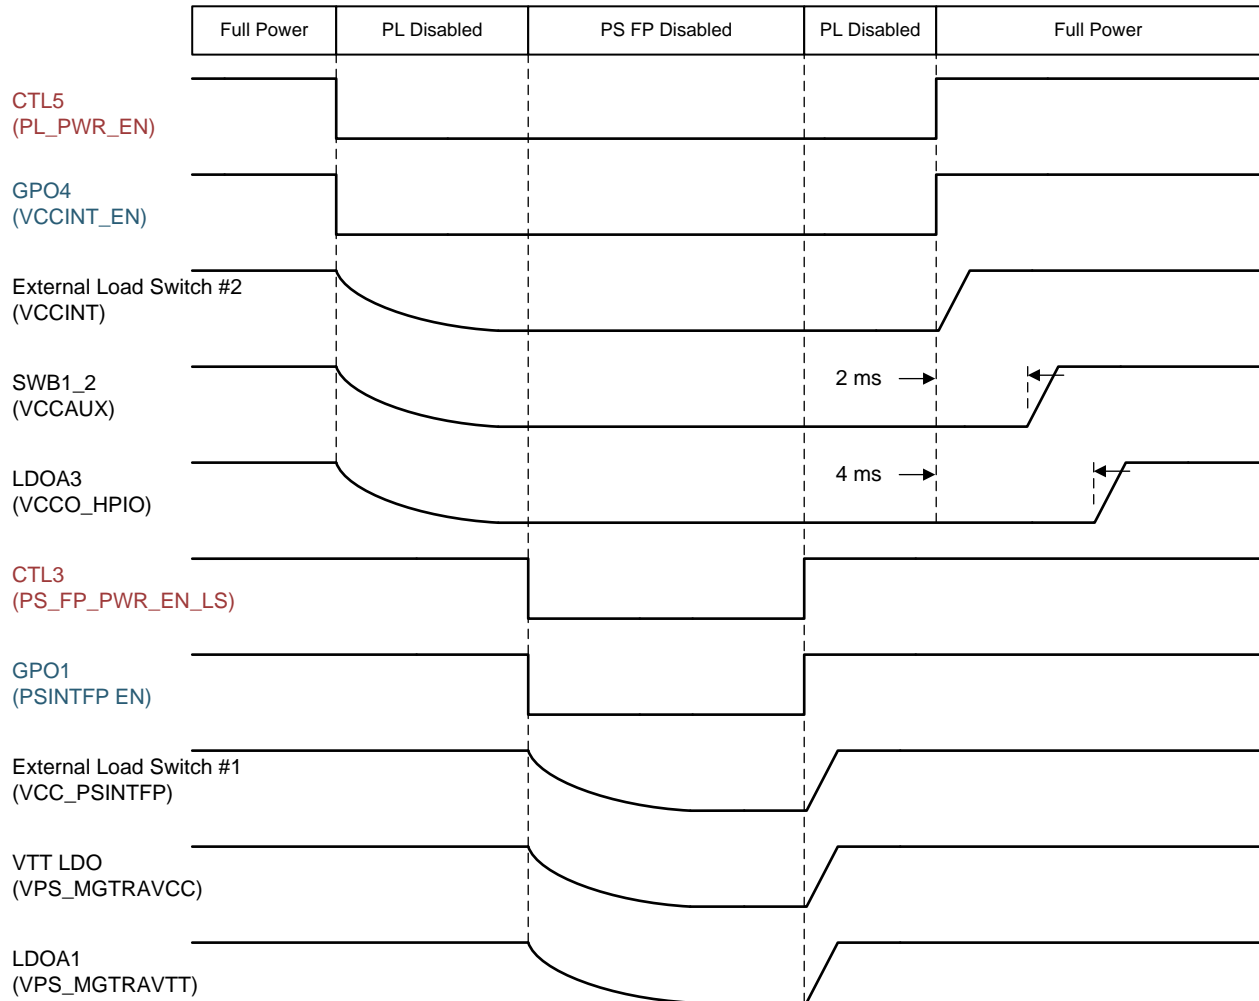 Full Power
PL Disabled
PS FP Disabled
PL Disabled
Full Power
CTL5
(PL_PWR_EN)
GPO4
(VCCINT_EN)
External Load Switch #2
(VCCINT)
SWB1_2
(VCCAUX)
2 ms
LDOA3
(VCCO_HPIO)
4 ms
CTL3
(PS_FP_PWR_EN_LS)
GPO1
(PSINTFP EN)
External Load Switch #1
(VCC_PSINTFP)
VTT LDO
(VPS_MGTRAVCC)
LDOA1
(VPS_MGTRAVTT)